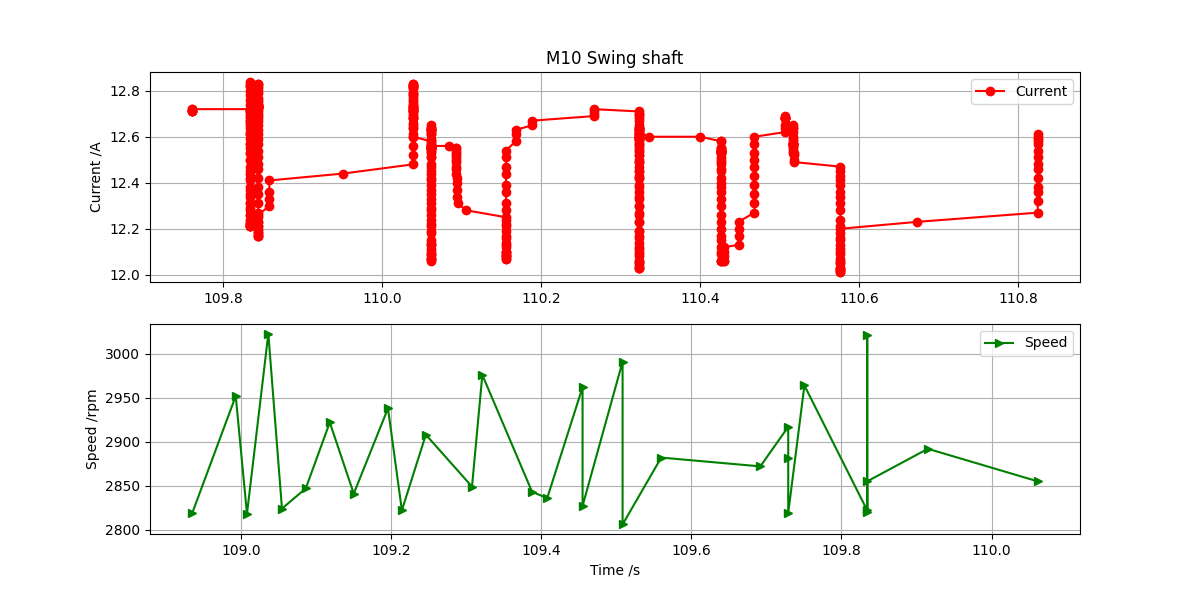 M10 Swing shaft
Current /A
12.8
12.6
12.4
12.2
12.0
Current
109.8 110.0 110.2 110.4 110.6 110.8
Speed /rpm
3000
2950
2900
2850
2800
Speed
109.0 109.2 109.4 109.6 109.8 110.0
Time /s